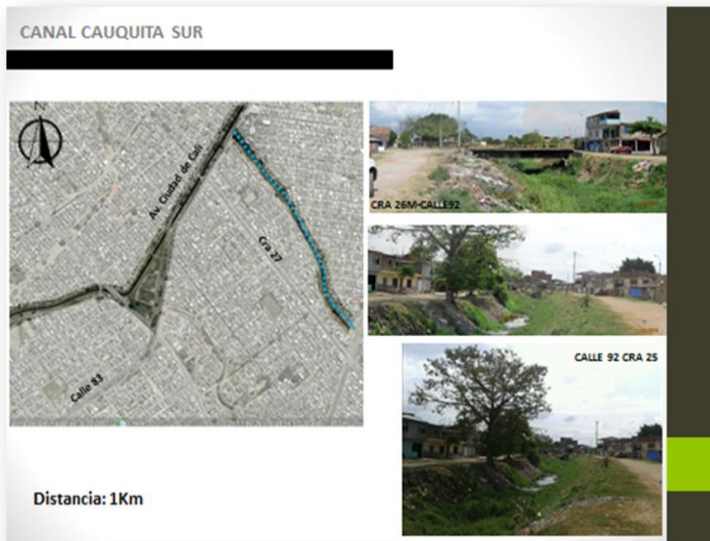 CANAL CAUQUITA SUR
N
Av. Ciudad de Cali
Cra 27
Calle 83
CRA 26M-CALLE92
CALLE 92 CRA 25
Distancia: 1Km